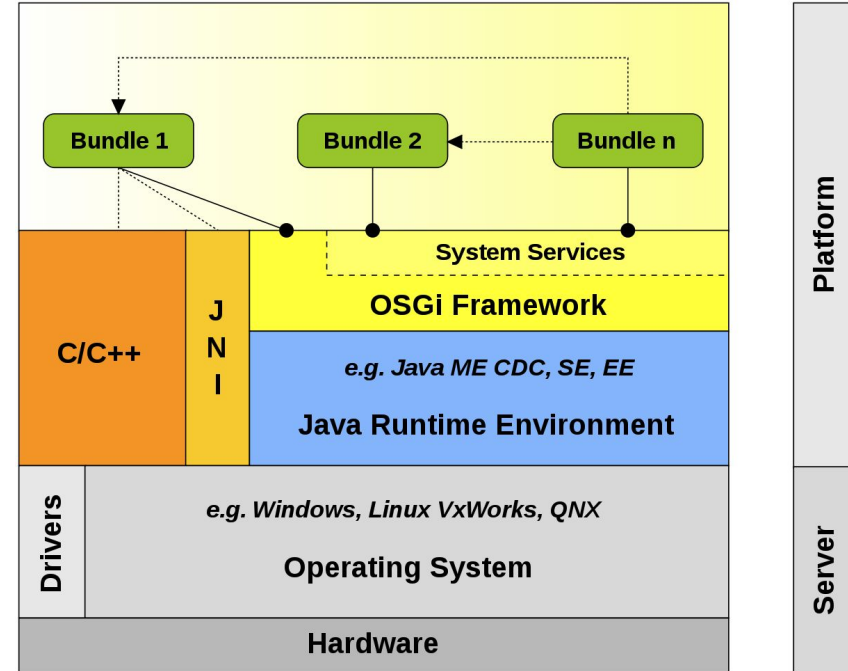 Bundle 1
Bundle 2
Bundle n
System Services
OSGi Framework
C/C++
J
N
I
e.g. Java ME CDC, SE, EE
Java Runtime Environment
Drivers
e.g. Windows, Linux VxWorks, QNX
Operating System
Hardware
Platform
Server